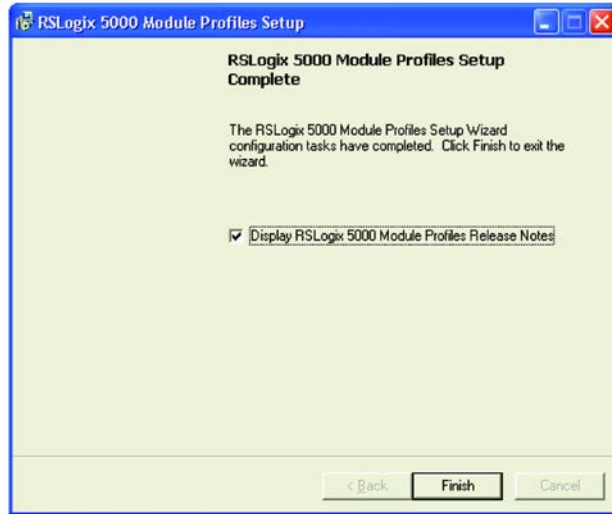 RSLogix 5000 Module Profiles Setup
RSLogix 5000 Module Profiles Setup
Complete
The RSLogix 5000 Module Profiles Setup Wizard
configuration tasks have completed. Click Finish to exit the
wizard.
Display RSLogix 5000 Module Profiles Release Notes
< Back
Finish
Cancel